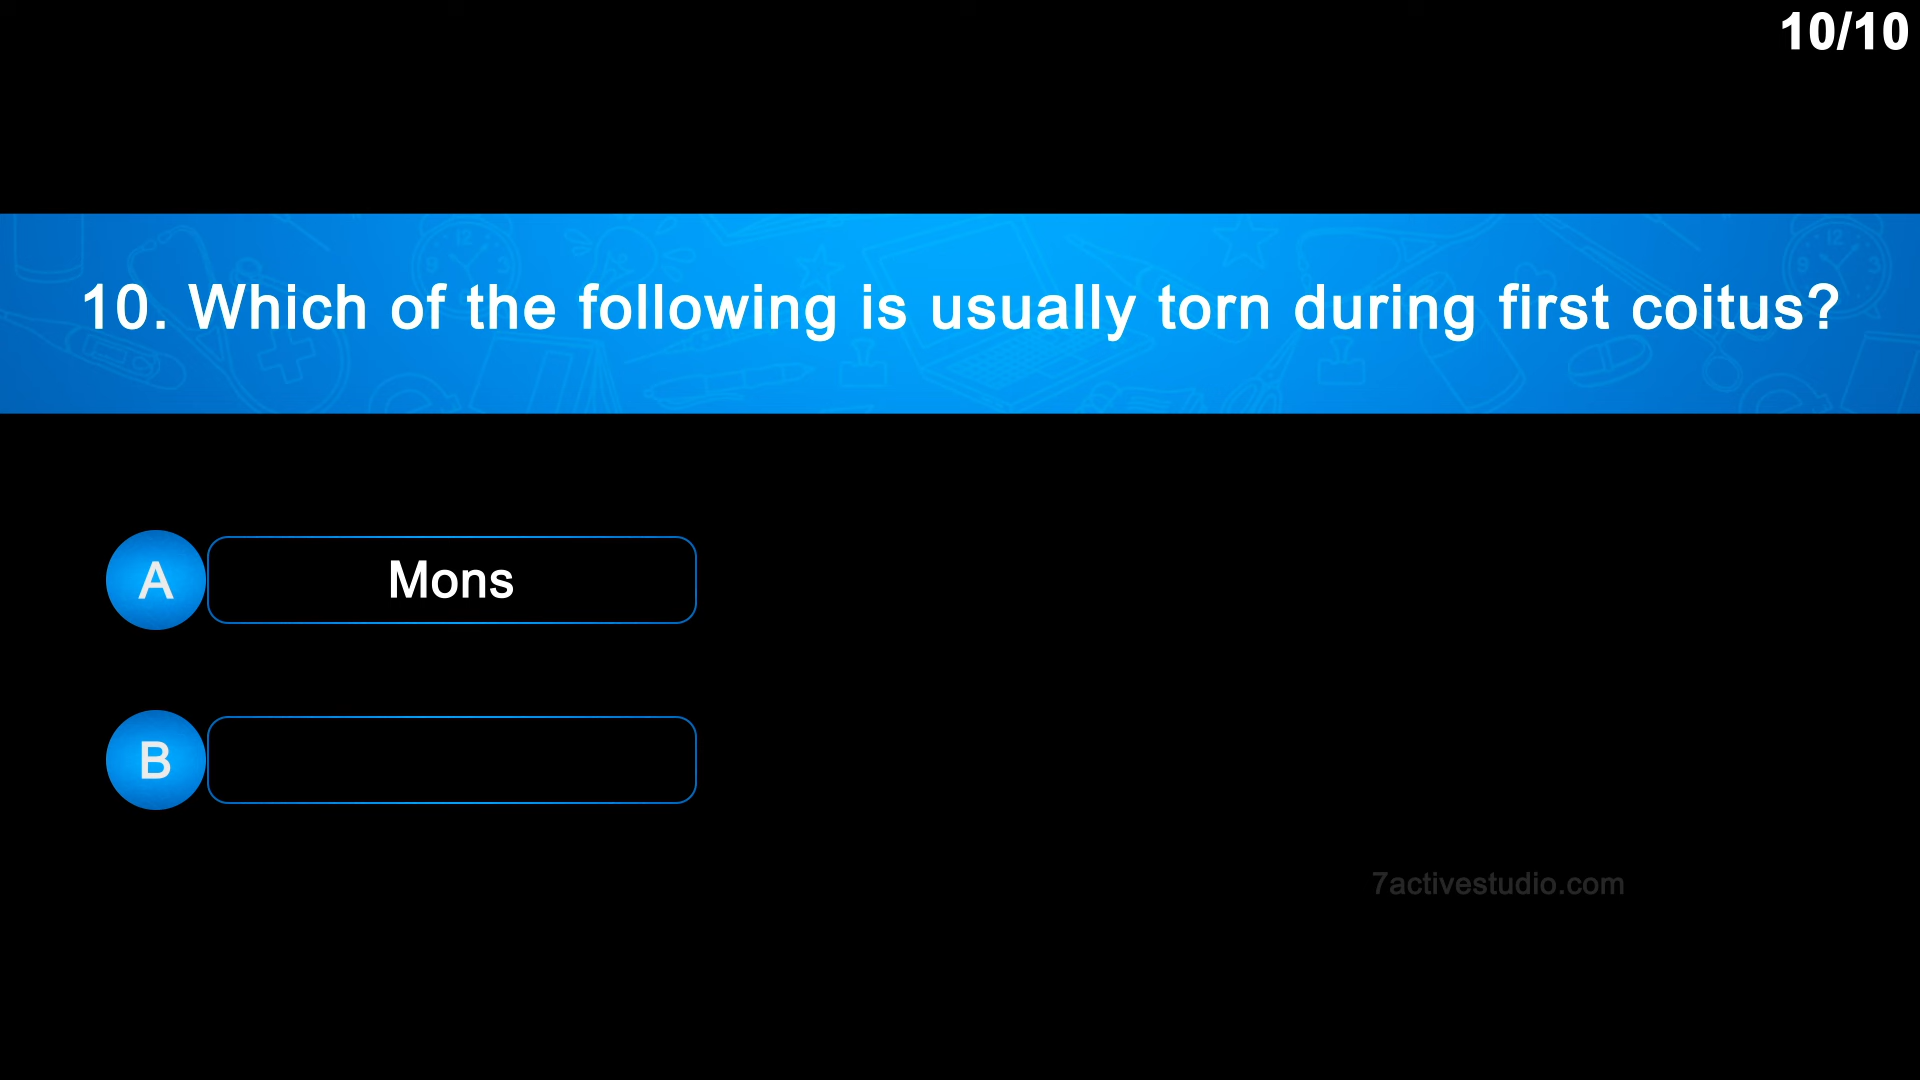 10/10
10. Which of the following is usually torn during first coitus?
A Mons
B
7activestudio.com